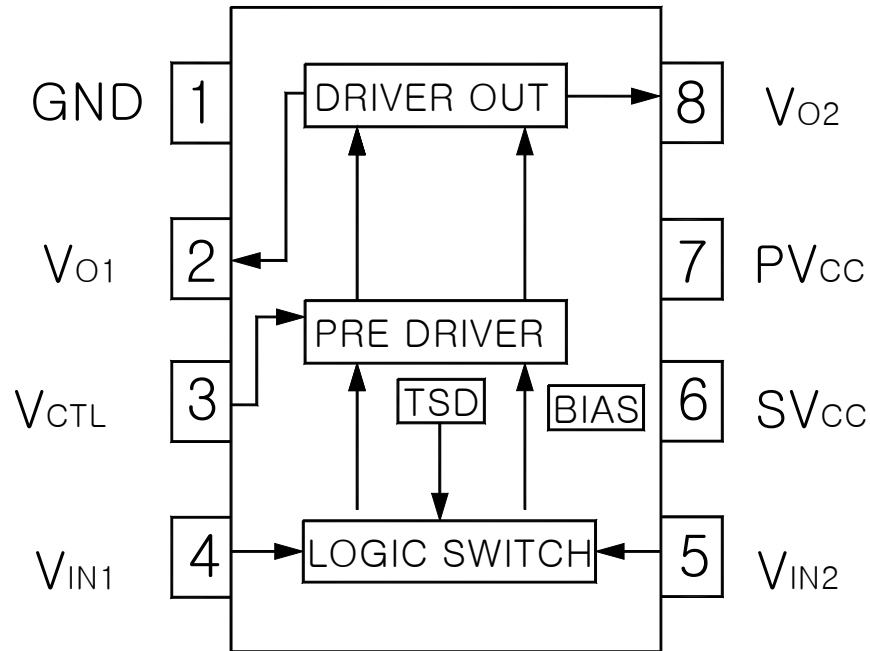 GND 1 DRIVER OUT 8 VO2
VO1 2 7 PVCC
PRE DRIVER
VCTL 3 TSD BIAS 6 SVCC
VIN1 4 LOGIC SWITCH 5 VIN2